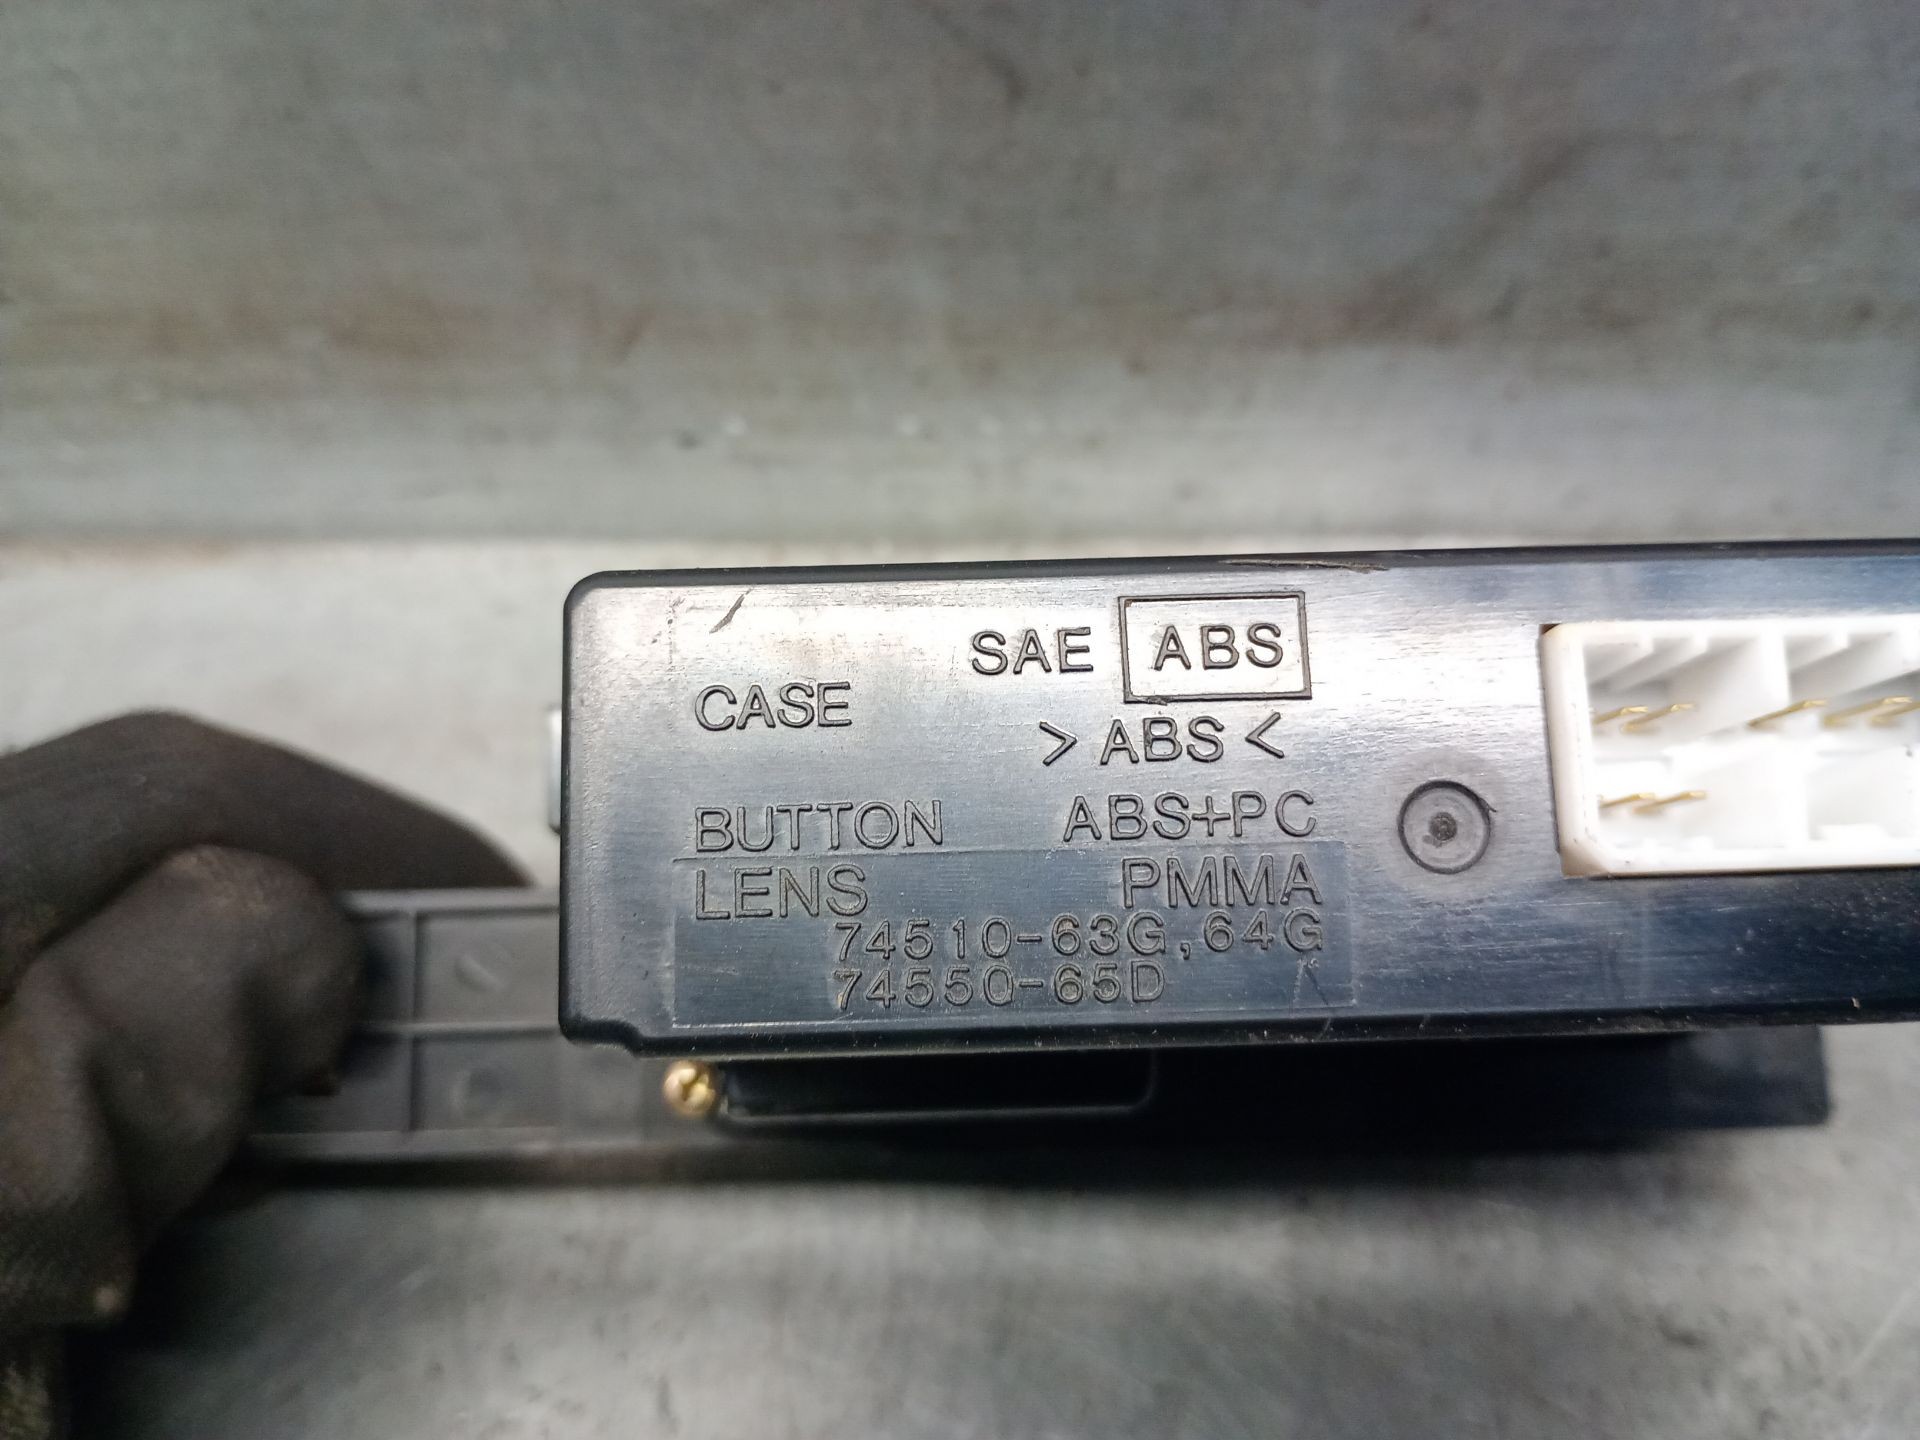 SAE ABS
CASE
>ABS<
BUTTON ABS+PC
LENS PMMA
74510-63G,64G
74550-65D